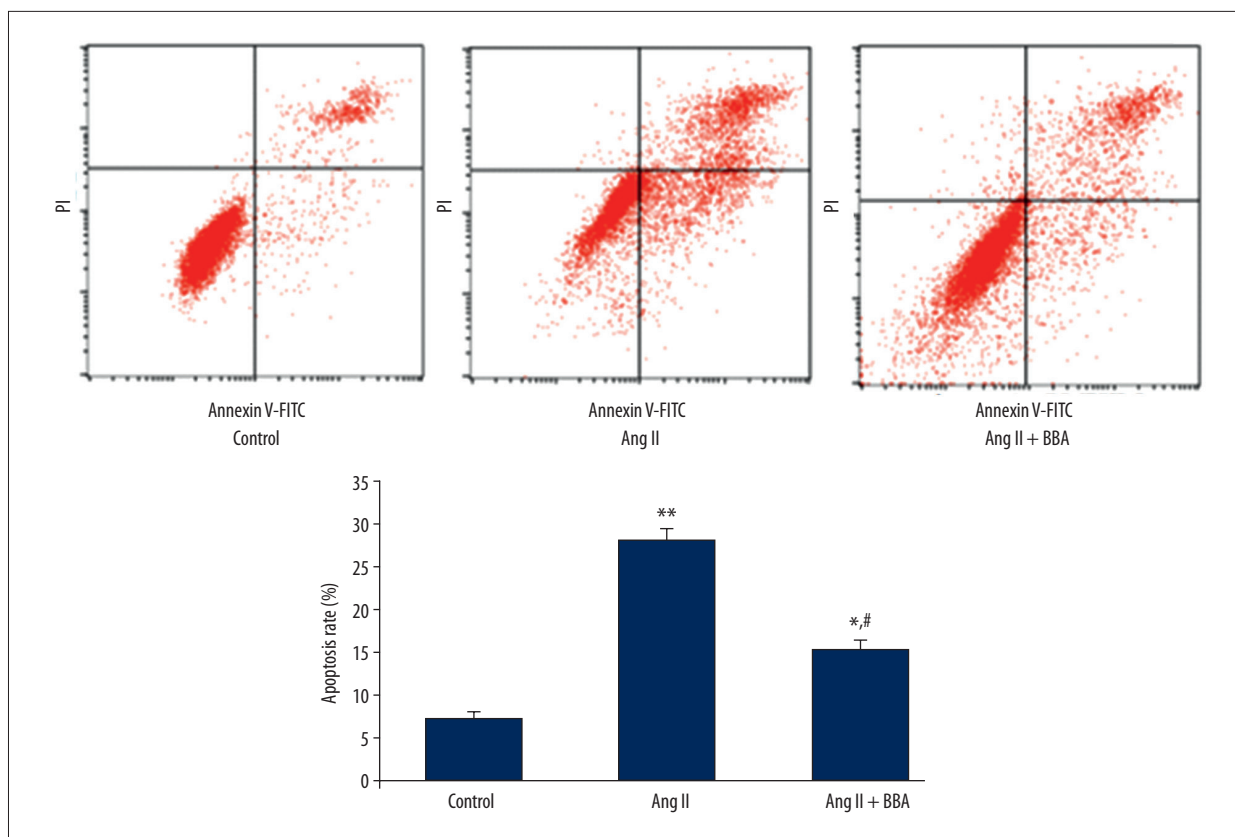 PI
PI
PI
Annexin V-FITC
Control
Annexin V-FITC
Ang II
Annexin V-FITC
Ang II + BBA
Apoptosis rate (%)
35
30
25
20
15
10
5
0
**
*,#
Control
Ang II
Ang II + BBA